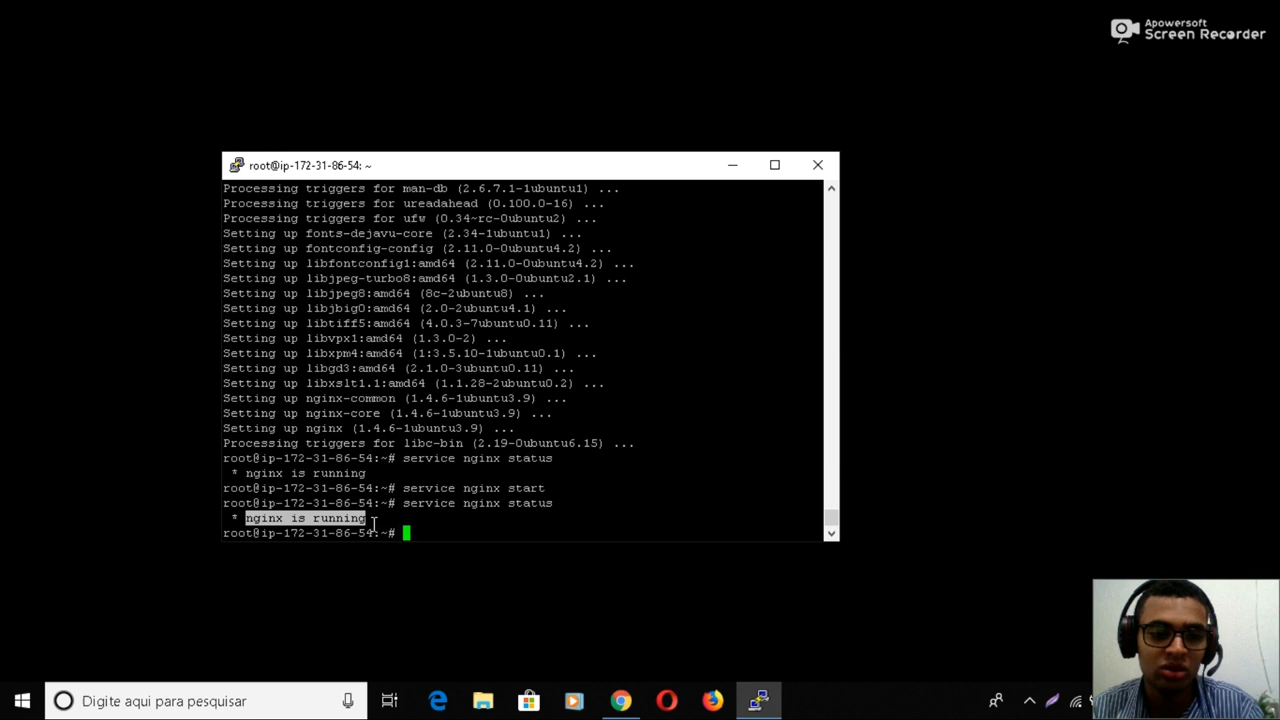 Apowersoft
Screen Recorder
root@ip-172-31-86-54: ~
Processing triggers for man-db (2.6.7.1-1ubuntu1) ...
Processing triggers for ureadahead (0.100.0-16) ...
Processing triggers for ufw (0.34~rc-0ubuntu2) ...
Setting up fonts-dejavu-core (2.34-1ubuntu1) ...
Setting up fontconfig-config (2.11.0-0ubuntu4.2) ...
Setting up libfontconfig1:amd64 (2.11.0-0ubuntu4.2) ...
Setting up libjpeg-turbo8:amd64 (1.3.0-0ubuntu2.1) ...
Setting up libjpeg8:amd64 (8c-2ubuntu8) ...
Setting up libjbig0:amd64 (2.0-2ubuntu4.1) ...
Setting up libtiff5:amd64 (4.0.3-7ubuntu0.11) ...
Setting up libvpx1:amd64 (1.3.0-2) ...
Setting up libxpm4:amd64 (1:3.5.10-1ubuntu0.1) ...
Setting up libgd3:amd64 (2.1.0-3ubuntu0.11) ...
Setting up libxslt1.1:amd64 (1.1.28-2ubuntu0.2) ...
Setting up nginx-common (1.4.6-1ubuntu3.9) ...
Setting up nginx-core (1.4.6-1ubuntu3.9) ...
Setting up nginx (1.4.6-1ubuntu3.9) ...
Processing triggers for libc-bin (2.19-0ubuntu6.15) ...
root@ip-172-31-86-54:~# service nginx status
* nginx is running
root@ip-172-31-86-54:~# service nginx start
root@ip-172-31-86-54:~# service nginx status
* nginx is running
root@ip-172-31-86-54:~#
Digite aqui para pesquisar